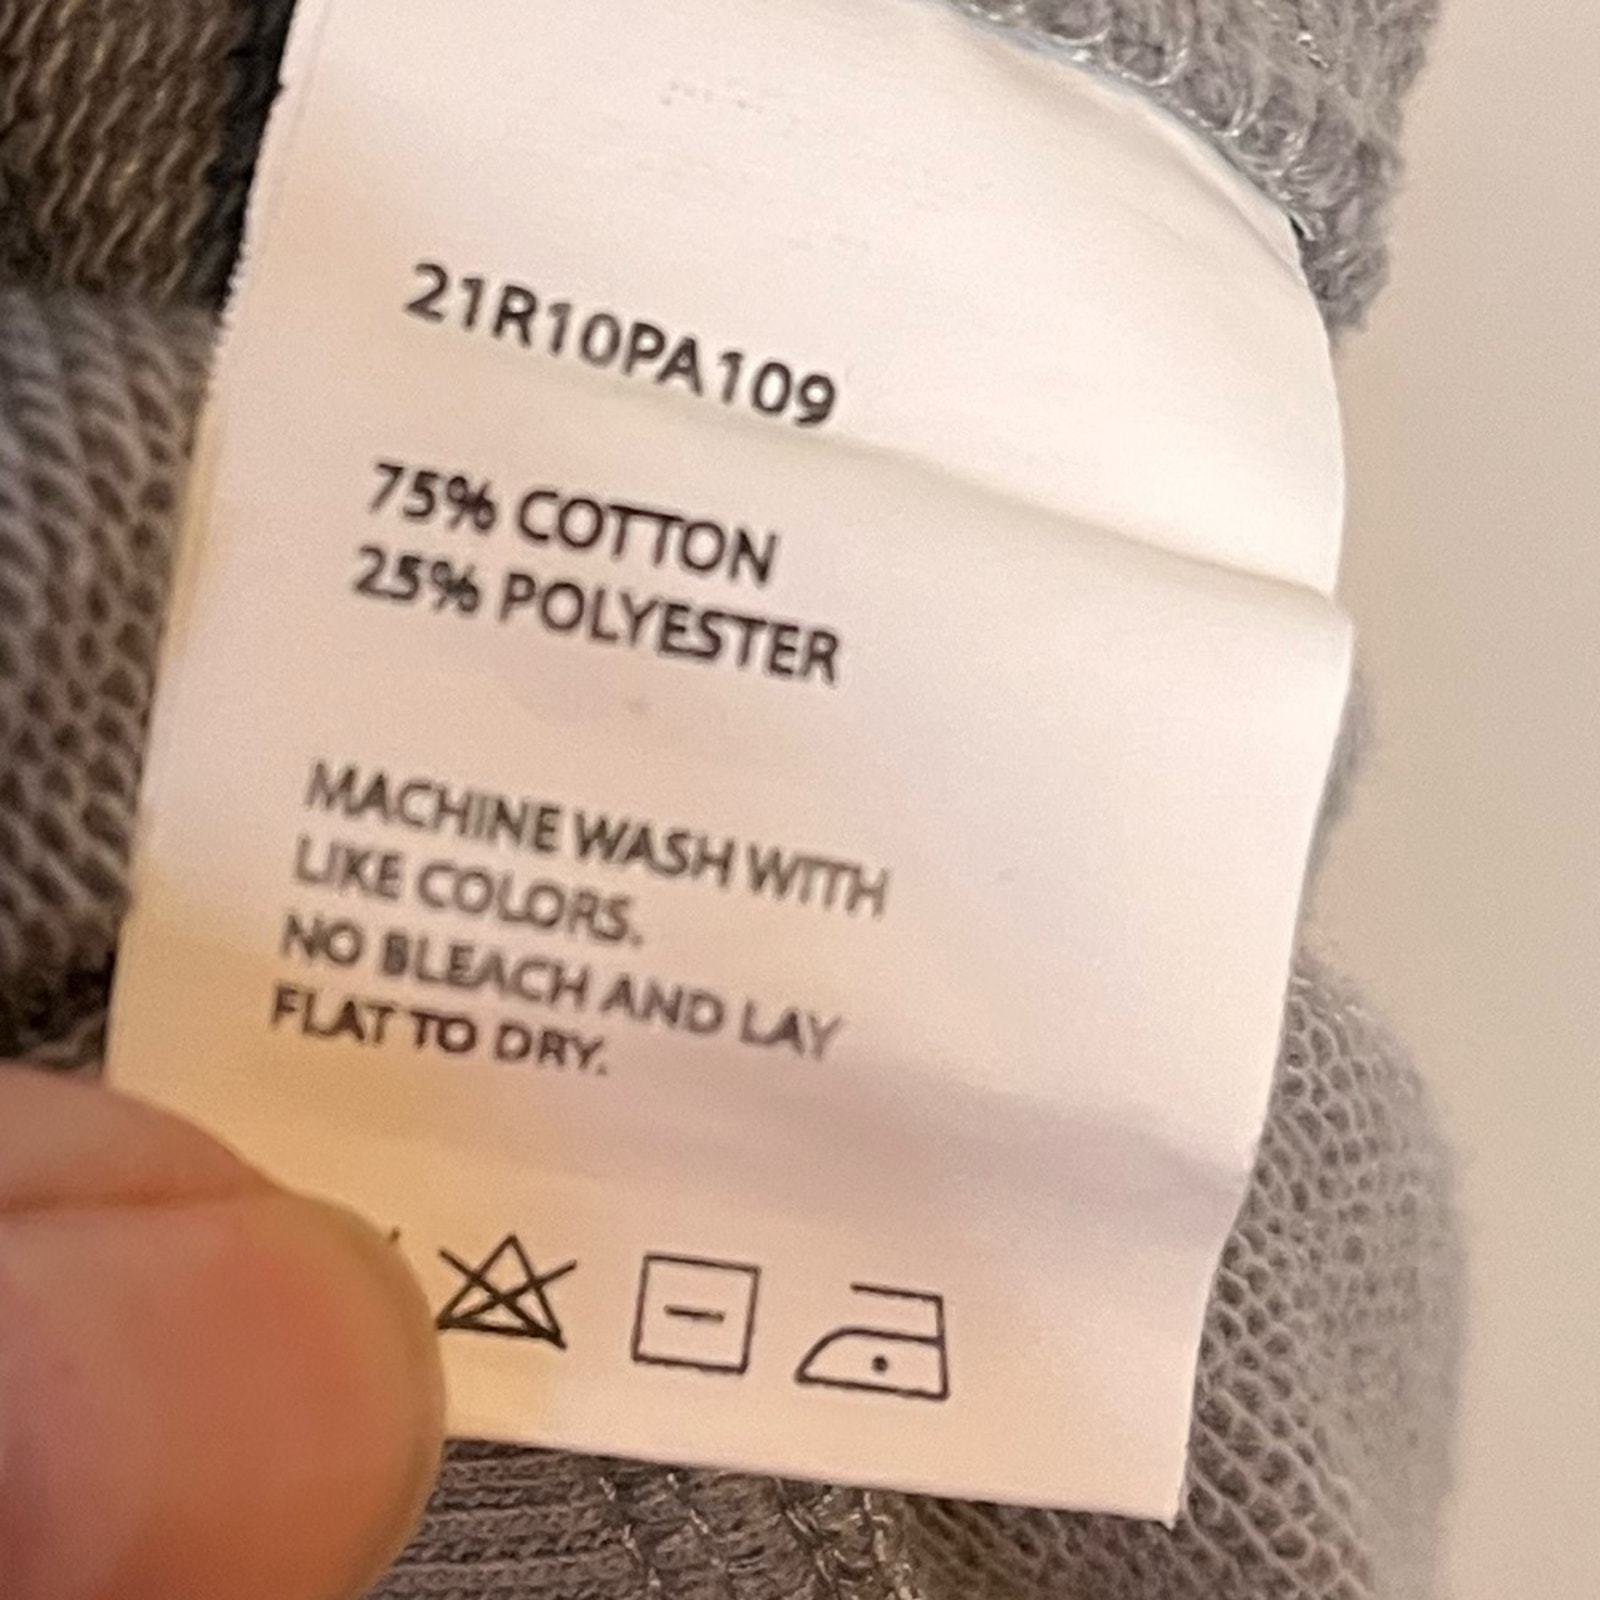 21R10PA109
75% COTTON
25% POLYESTER
MACHINE WASH WITH
LIKE COLORS.
NO BLEACH AND LAY
FLAT TO DRY.